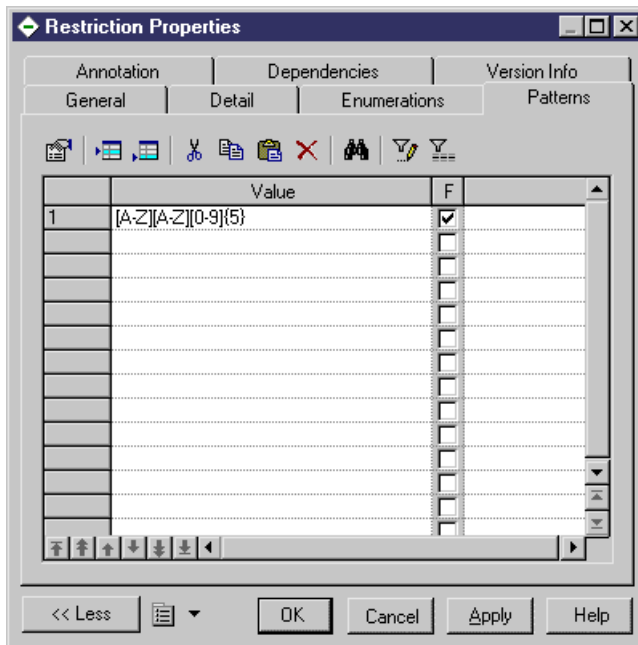 Restriction Properties
Annotation Dependencies Version Info
General Detail Enumerations Patterns
Value F
1 [A-Z][A-Z][0-9]{5}
<< Less OK Cancel Apply Help